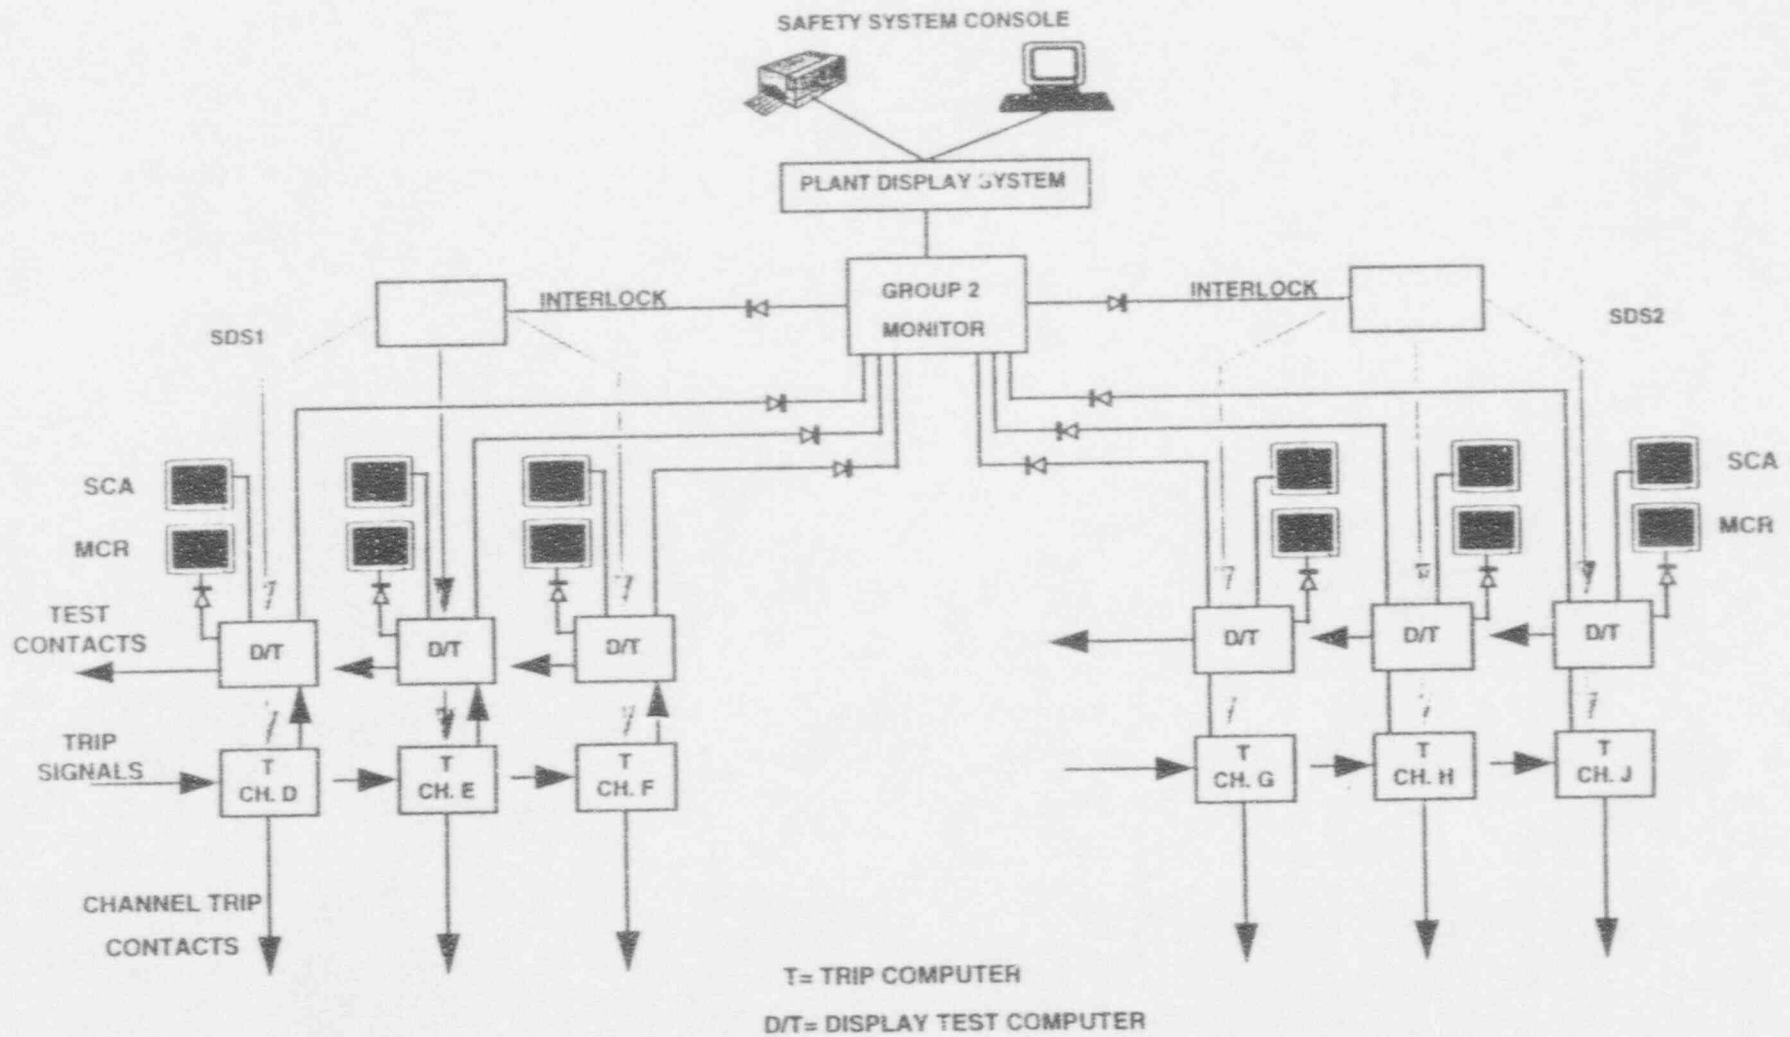 SAFETY SYSTEM CONSOLE
PLANT DISPLAY SYSTEM
GROUP 2
MONITOR
INTERLOCK
INTERLOCK
SDS1
SDS2
SCA
MCR
SCA
MCR
TEST
CONTACTS
D/T
D/T
D/T
D/T
D/T
D/T
TRIP
SIGNALS
T
CH. D
T
CH. E
T
CH. F
T
CH. G
T
CH. H
T
CH. J
CHANNEL TRIP
CONTACTS
T= TRIP COMPUTER
D/T= DISPLAY TEST COMPUTER